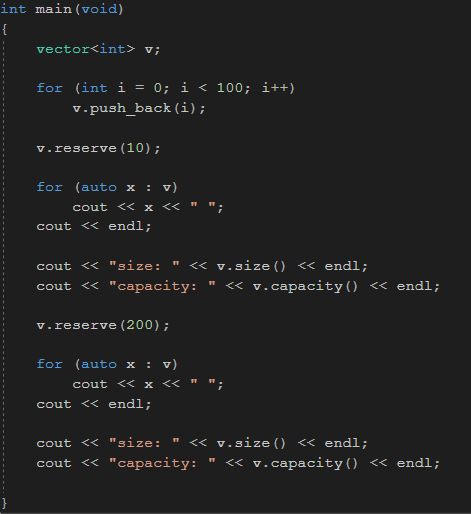 int main(void)
{
    vector<int> v;
    for (int i = 0; i < 100; i++)
        v.push_back(i);
    v.reserve(10);
    for (auto x : v)
        cout << x << " ";
    cout << endl;
    cout << "size: " << v.size() << endl;
    cout << "capacity: " << v.capacity() << endl;
    v.reserve(200);
    for (auto x : v)
        cout << x << " ";
    cout << endl;
    cout << "size: " << v.size() << endl;
    cout << "capacity: " << v.capacity() << endl;
}